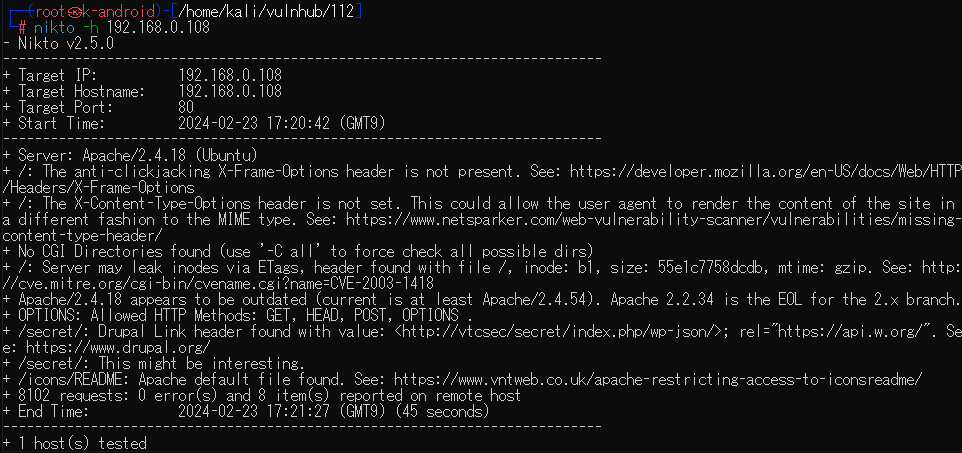 ┌──(root㉿k-android)-[/home/kali/vulnhub/112]
└─# nikto -h 192.168.0.108
- Nikto v2.5.0
---------------------------------------------------------------------------
+ Target IP:          192.168.0.108
+ Target Hostname:    192.168.0.108
+ Target Port:        80
+ Start Time:         2024-02-23 17:20:42 (GMT9)
---------------------------------------------------------------------------
+ Server: Apache/2.4.18 (Ubuntu)
+ /: The anti-clickjacking X-Frame-Options header is not present. See: https://developer.mozilla.org/en-US/docs/Web/HTTP
/Headers/X-Frame-Options
+ /: The X-Content-Type-Options header is not set. This could allow the user agent to render the content of the site in
a different fashion to the MIME type. See: https://www.netsparker.com/web-vulnerability-scanner/vulnerabilities/missing-
content-type-header/
+ No CGI Directories found (use '-C all' to force check all possible dirs)
+ /: Server may leak inodes via ETags, header found with file /, inode: b1, size: 55e1c7758dcdb, mtime: gzip. See: http:
//cve.mitre.org/cgi-bin/cvename.cgi?name=CVE-2003-1418
+ Apache/2.4.18 appears to be outdated (current is at least Apache/2.4.54). Apache 2.2.34 is the EOL for the 2.x branch.
+ OPTIONS: Allowed HTTP Methods: GET, HEAD, POST, OPTIONS .
+ /secret/: Drupal Link header found with value: <http://vtcsec/secret/index.php/wp-json/>; rel="https://api.w.org/". Se
e: https://www.drupal.org/
+ /secret/: This might be interesting.
+ /icons/README: Apache default file found. See: https://www.vntweb.co.uk/apache-restricting-access-to-iconsreadme/
+ 8102 requests: 0 error(s) and 8 item(s) reported on remote host
+ End Time:           2024-02-23 17:21:27 (GMT9) (45 seconds)
---------------------------------------------------------------------------
+ 1 host(s) tested